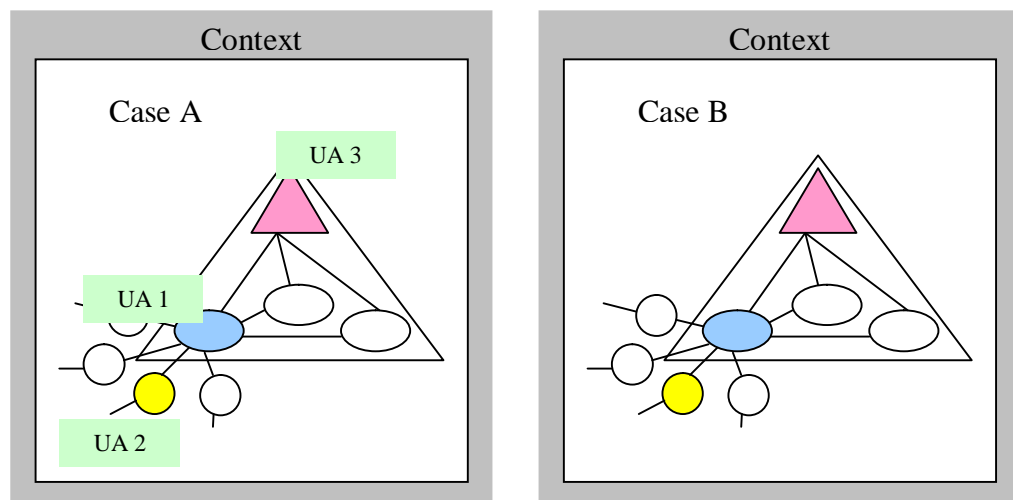 Context
Case A
UA 3
UA 1
UA 2
Context
Case B